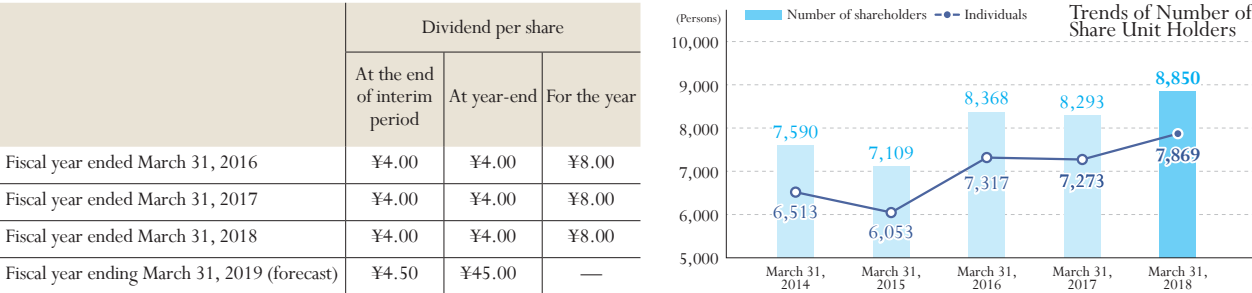 Dividend per share
At the end
of interim
period
At year-end
For the year
Fiscal year ended March 31, 2016 ¥4.00 ¥4.00 ¥8.00
Fiscal year ended March 31, 2017 ¥4.00 ¥4.00 ¥8.00
Fiscal year ended March 31, 2018 ¥4.00 ¥4.00 ¥8.00
Fiscal year ending March 31, 2019 (forecast) ¥4.50 ¥45.00 —
Trends of Number of
Share Unit Holders
(Persons)
Number of shareholders
Individuals
10,000
9,000
8,000
7,000
6,000
5,000
7,590
7,109
8,368
8,293
8,850
6,513
6,053
7,317
7,273
7,869
March 31,
2014
March 31,
2015
March 31,
2016
March 31,
2017
March 31,
2018